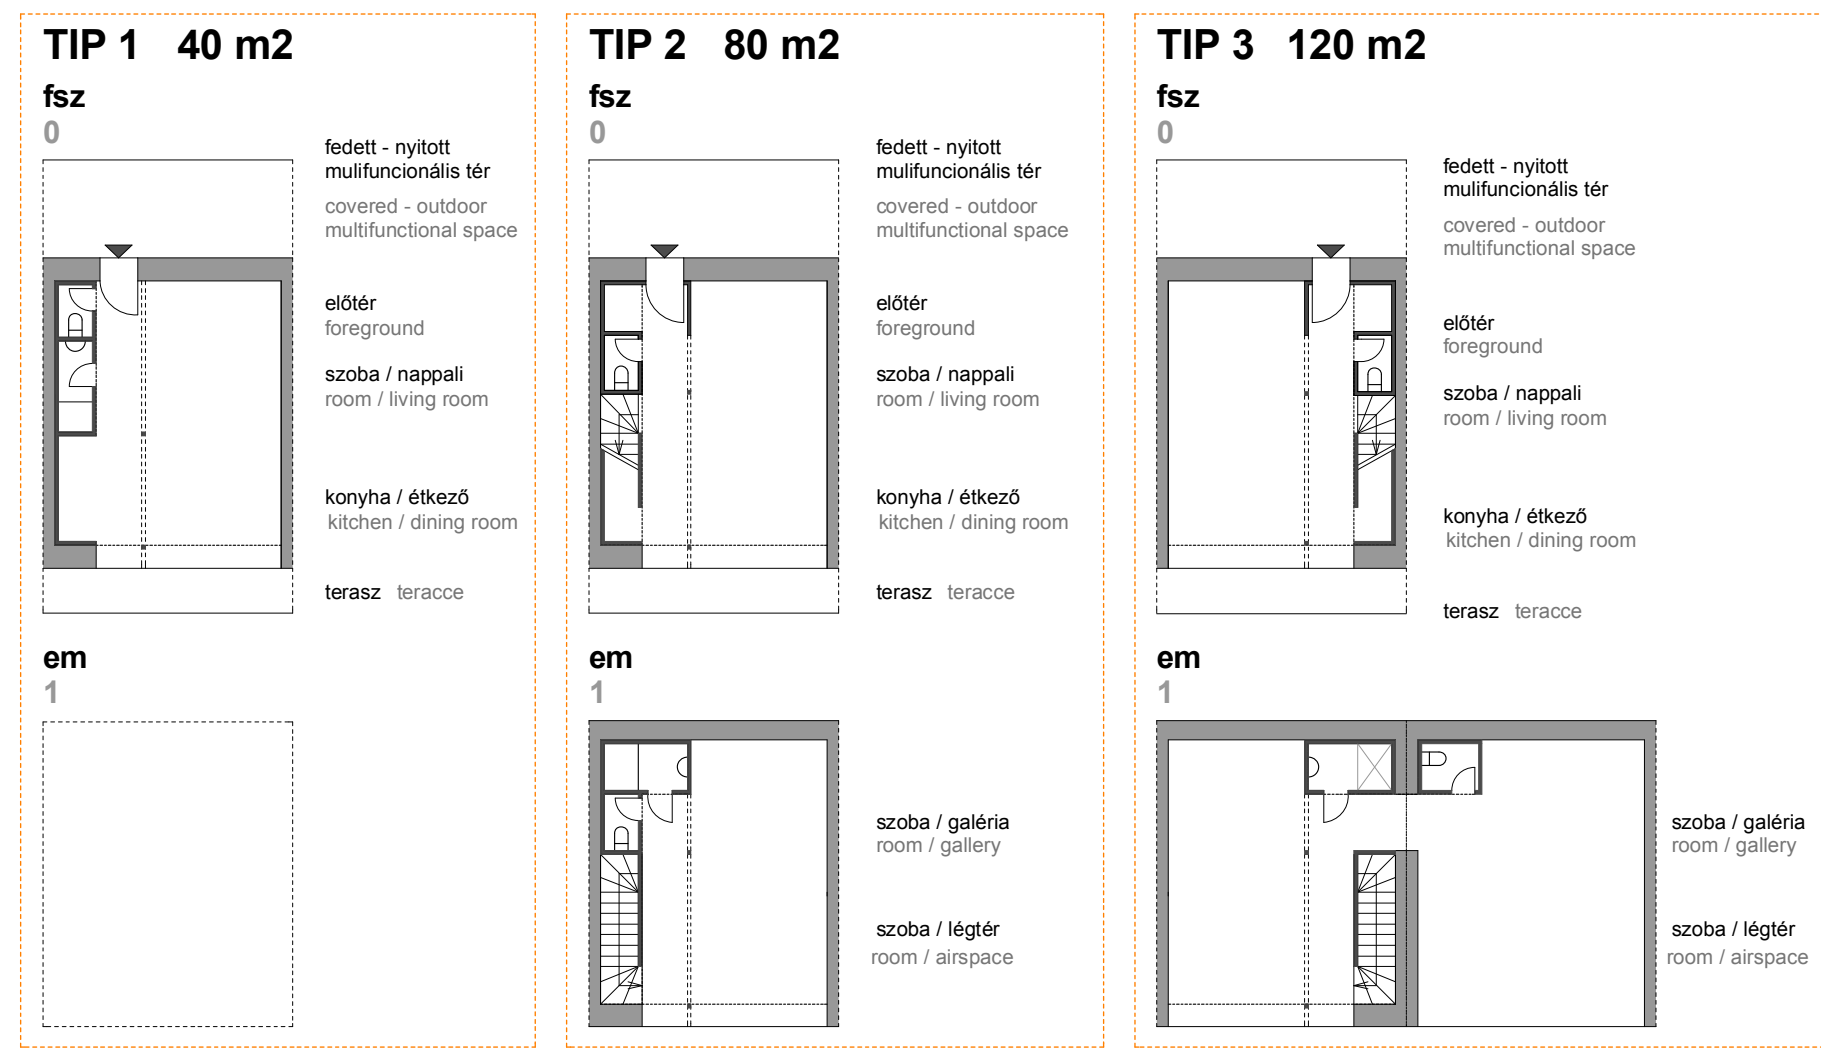 TIP 1 40 m2
fsz
0
fedett - nyitott
mulifuncionális tér
covered - outdoor
multifunctional space
előtér
foreground
szoba / nappali
room / living room
konyha / étkező
kitchen / dining room
terasz teracce
em
1
TIP 2 80 m2
fsz
0
fedett - nyitott
mulifuncionális tér
covered - outdoor
multifunctional space
előtér
foreground
szoba / nappali
room / living room
konyha / étkező
kitchen / dining room
terasz teracce
em
1
szoba / galéria
room / gallery
szoba / légtér
room / airspace
TIP 3 120 m2
fsz
0
fedett - nyitott
mulifuncionális tér
covered - outdoor
multifunctional space
előtér
foreground
szoba / nappali
room / living room
konyha / étkező
kitchen / dining room
terasz teracce
em
1
szoba / galéria
room / gallery
szoba / légtér
room / airspace